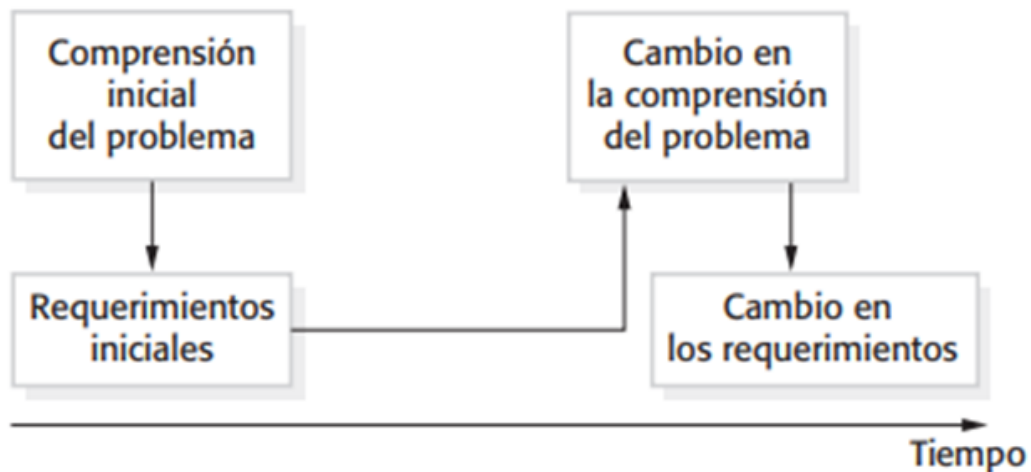 Comprensión
inicial
del problema
Requerimientos
iniciales
Cambio en
la comprensión
del problema
Cambio en
los requerimientos
Tiempo